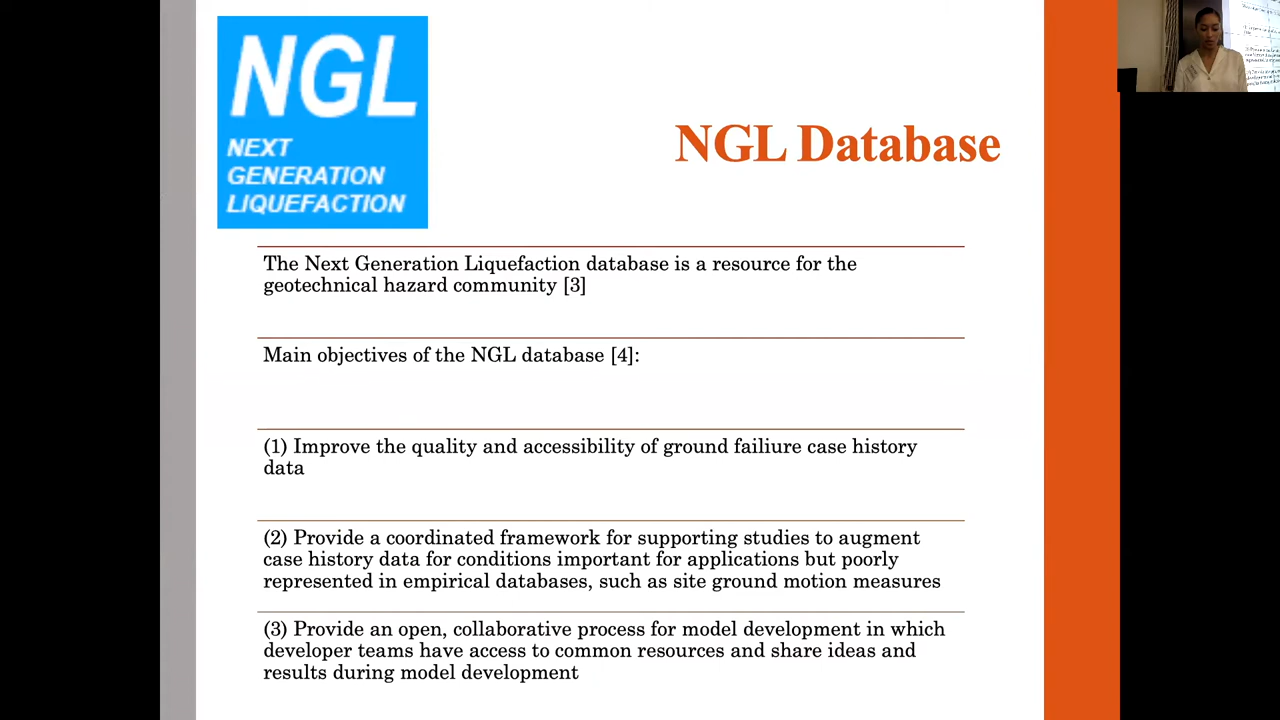 NGL
NEXT
GENERATION
LIQUEFACTION
NGL Database
The Next Generation Liquefaction database is a resource for the
geotechnical hazard community [3]
Main objectives of the NGL database [4]:
(1) Improve the quality and accessibility of ground failiure case history
data
(2) Provide a coordinated framework for supporting studies to augment
case history data for conditions important for applications but poorly
represented in empirical databases, such as site ground motion measures
(3) Provide an open, collaborative process for model development in which
developer teams have access to common resources and share ideas and
results during model development